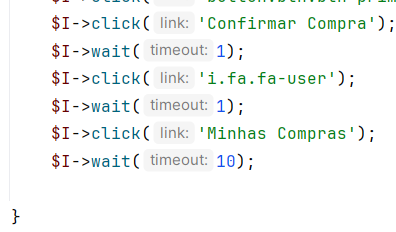 $I->click( link: 'Confirmar Compra');
$I->wait( timeout: 1);
$I->click( link: 'i.fa.fa-user');
$I->wait( timeout: 1);
$I->click( link: 'Minhas Compras');
$I->wait( timeout: 10);
}